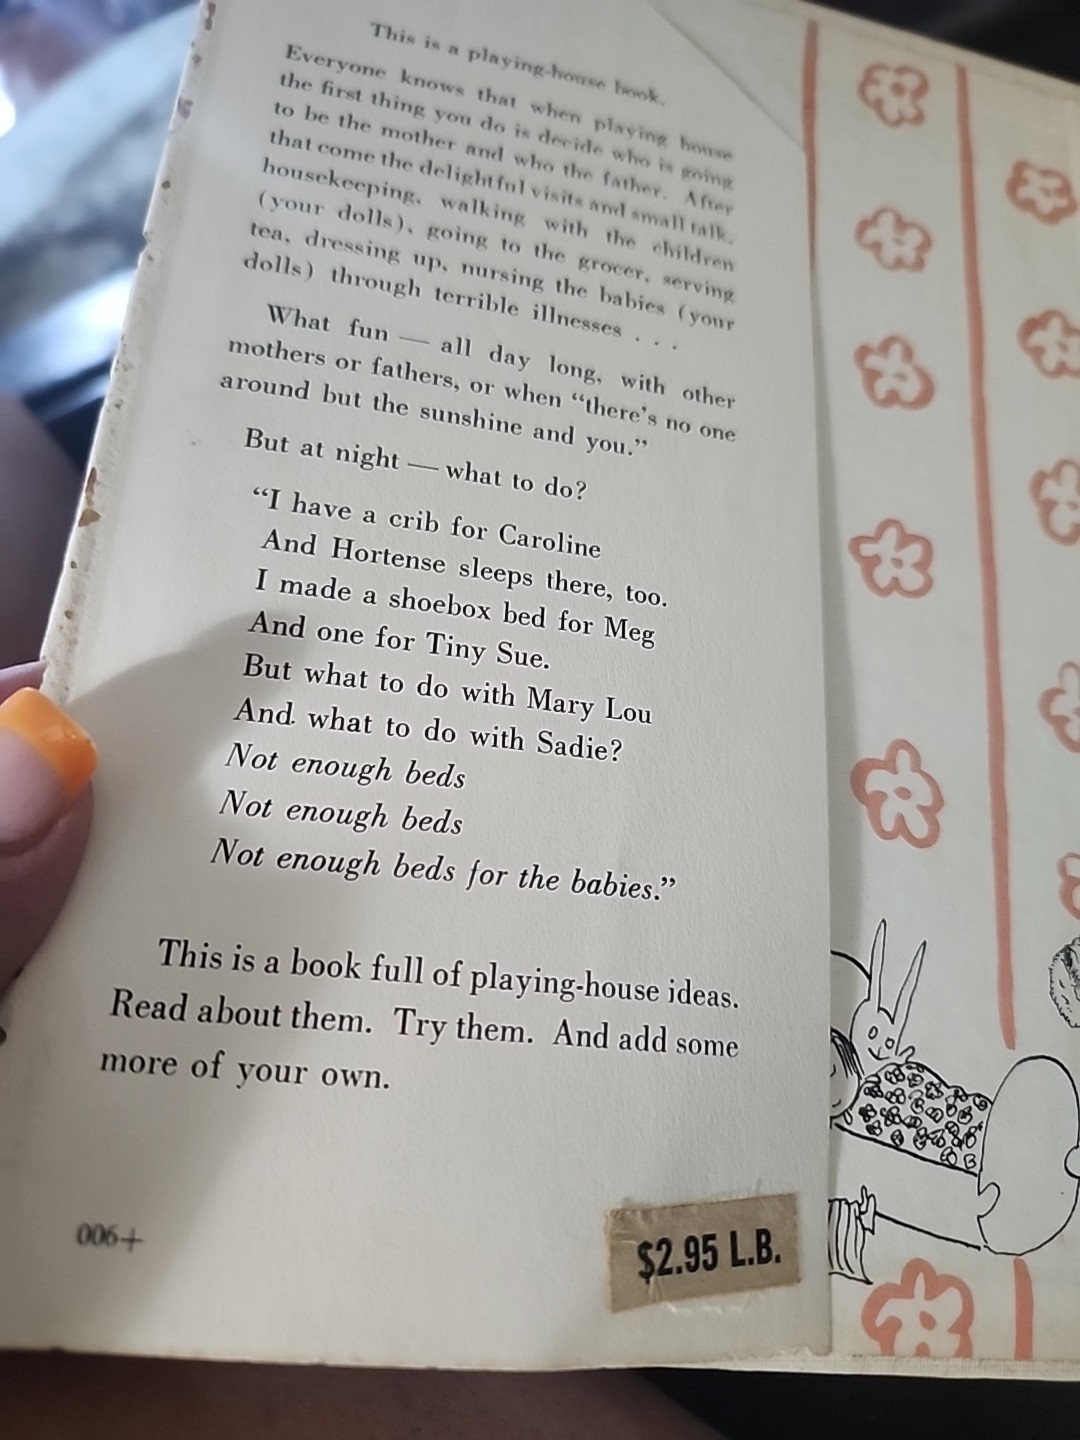 This is a playing-house book.
Everyone knows that when playing house
the first thing you do is decide who is going
to be the mother and who the father. After
that come the delightful visits and small talk,
housekeeping, walking with the children
(your dolls), going to the grocer, serving
tea, dressing up, nursing the babies (your
dolls) through terrible illnesses . . .
What fun — all day long, with other
mothers or fathers, or when “there’s no one
around but the sunshine and you.”
But at night — what to do?
“I have a crib for Caroline
And Hortense sleeps there, too.
I made a shoebox bed for Meg
And one for Tiny Sue.
But what to do with Mary Lou
And what to do with Sadie?
Not enough beds
Not enough beds
Not enough beds for the babies.”
This is a book full of playing-house ideas.
Read about them. Try them. And add some
more of your own.
006+
$2.95 L.B.